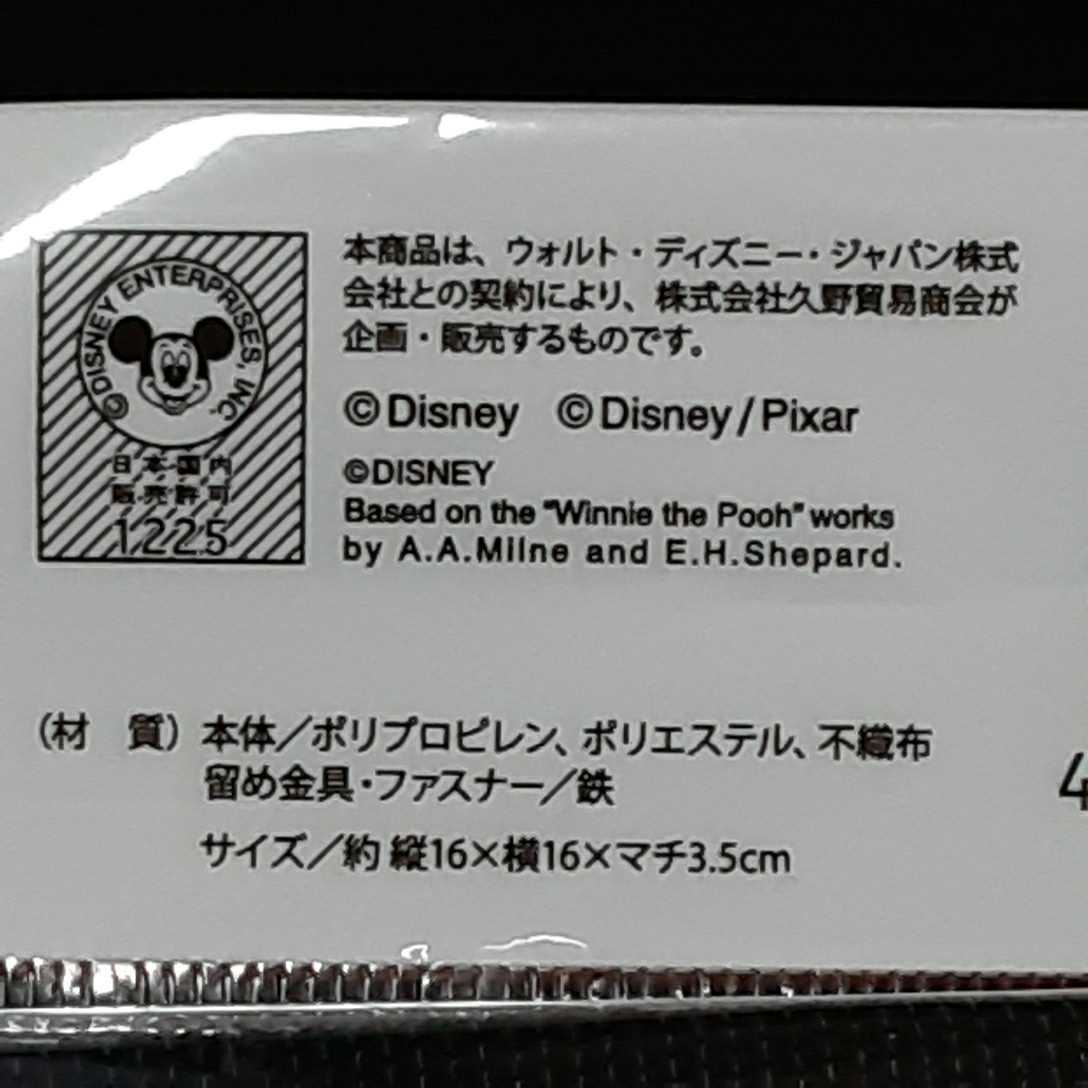 ©DISNEY ENTERPRISES, INC.
日本国内
販売許可
1225
本商品は、ウォルト・ディズニー・ジャパン株式
会社との契約により、株式会社久野貿易商会が
企画・販売するものです。
©Disney ©Disney/Pixar
©DISNEY
Based on the "Winnie the Pooh" works
by A.A.Milne and E.H.Shepard.
(材 質) 本体/ポリプロピレン、ポリエステル、不織布
留め金具・ファスナー/鉄
サイズ/約 縦16×横16×マチ3.5cm
4